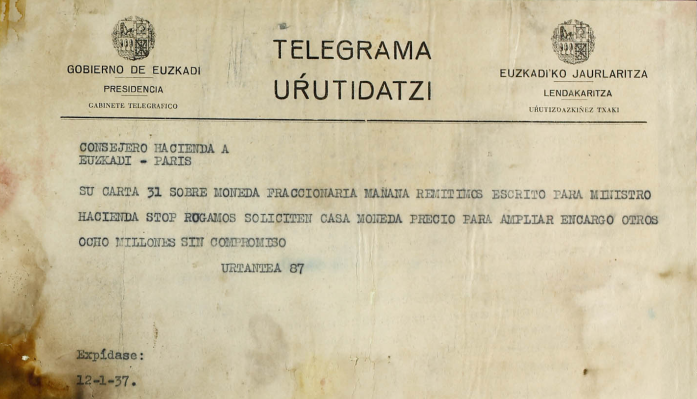 GOBIERNO DE EUZKADI
PRESIDENCIA
GABINETE TELEGRAFICO
TELEGRAMA
UŔUTIDATZI
EUZKADI'KO JAURLARITZA
LENDAKARITZA
UŔUTIZDAZKIÑEZ TXAKI
CONSEJERO HACIENDA A
EUZKADI - PARIS
SU CARTA 31 SOBRE MONEDA FRACCIONARIA MAÑANA REMITIMOS ESCRITO PARA MINISTRO
HACIENDA STOP ROGAMOS SOLICITEN CASA MONEDA PRECIO PARA AMPLIAR ENCARGO OTROS
OCHO MILLONES SIN COMPROMISO
URTANTEA 87
Expídase:
12-1-37.